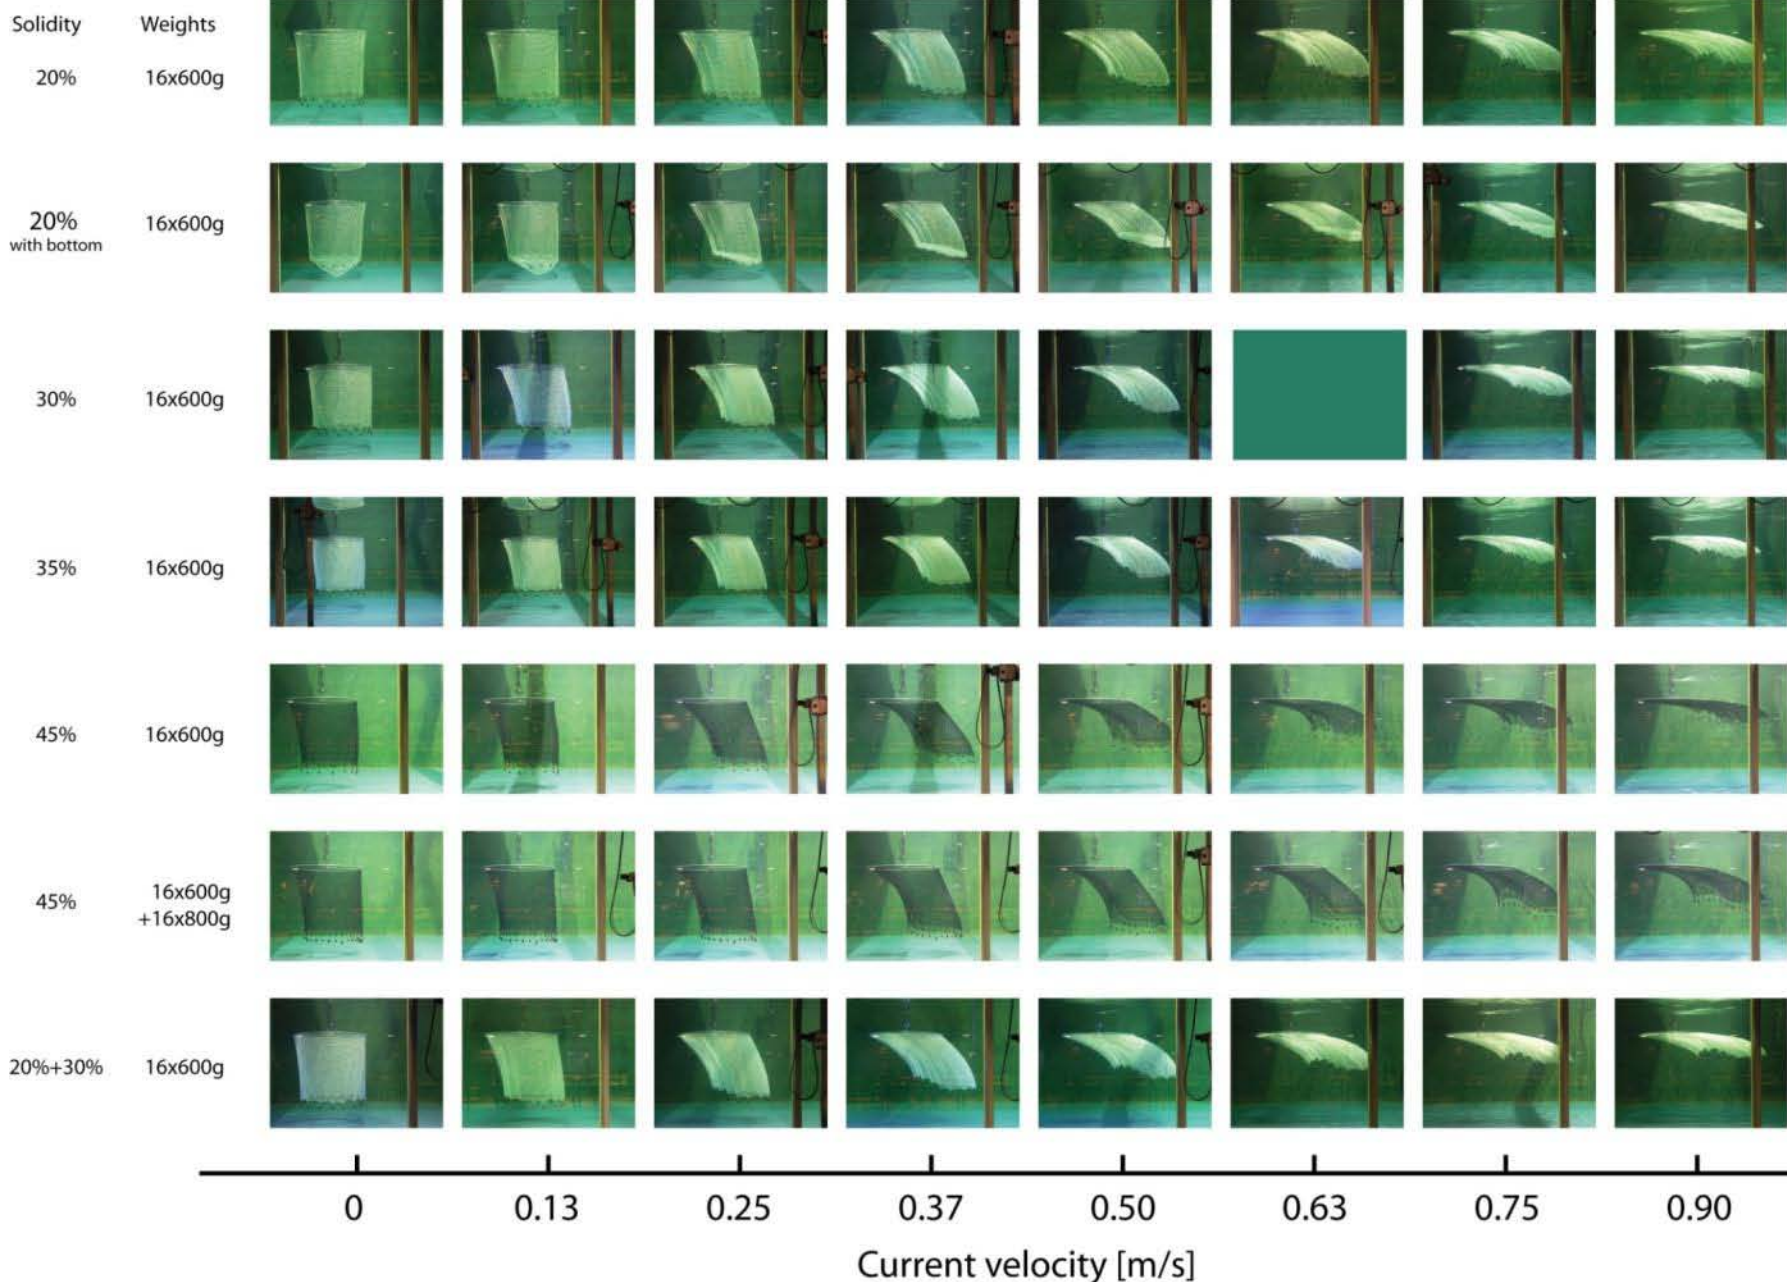 Solidity Weights
20% 16x600g
20% 16x600g
with bottom
30% 16x600g
35% 16x600g
45% 16x600g
45% 16x600g
+16x800g
20%+30% 16x600g
0 0.13 0.25 0.37 0.50 0.63 0.75 0.90
Current velocity [m/s]